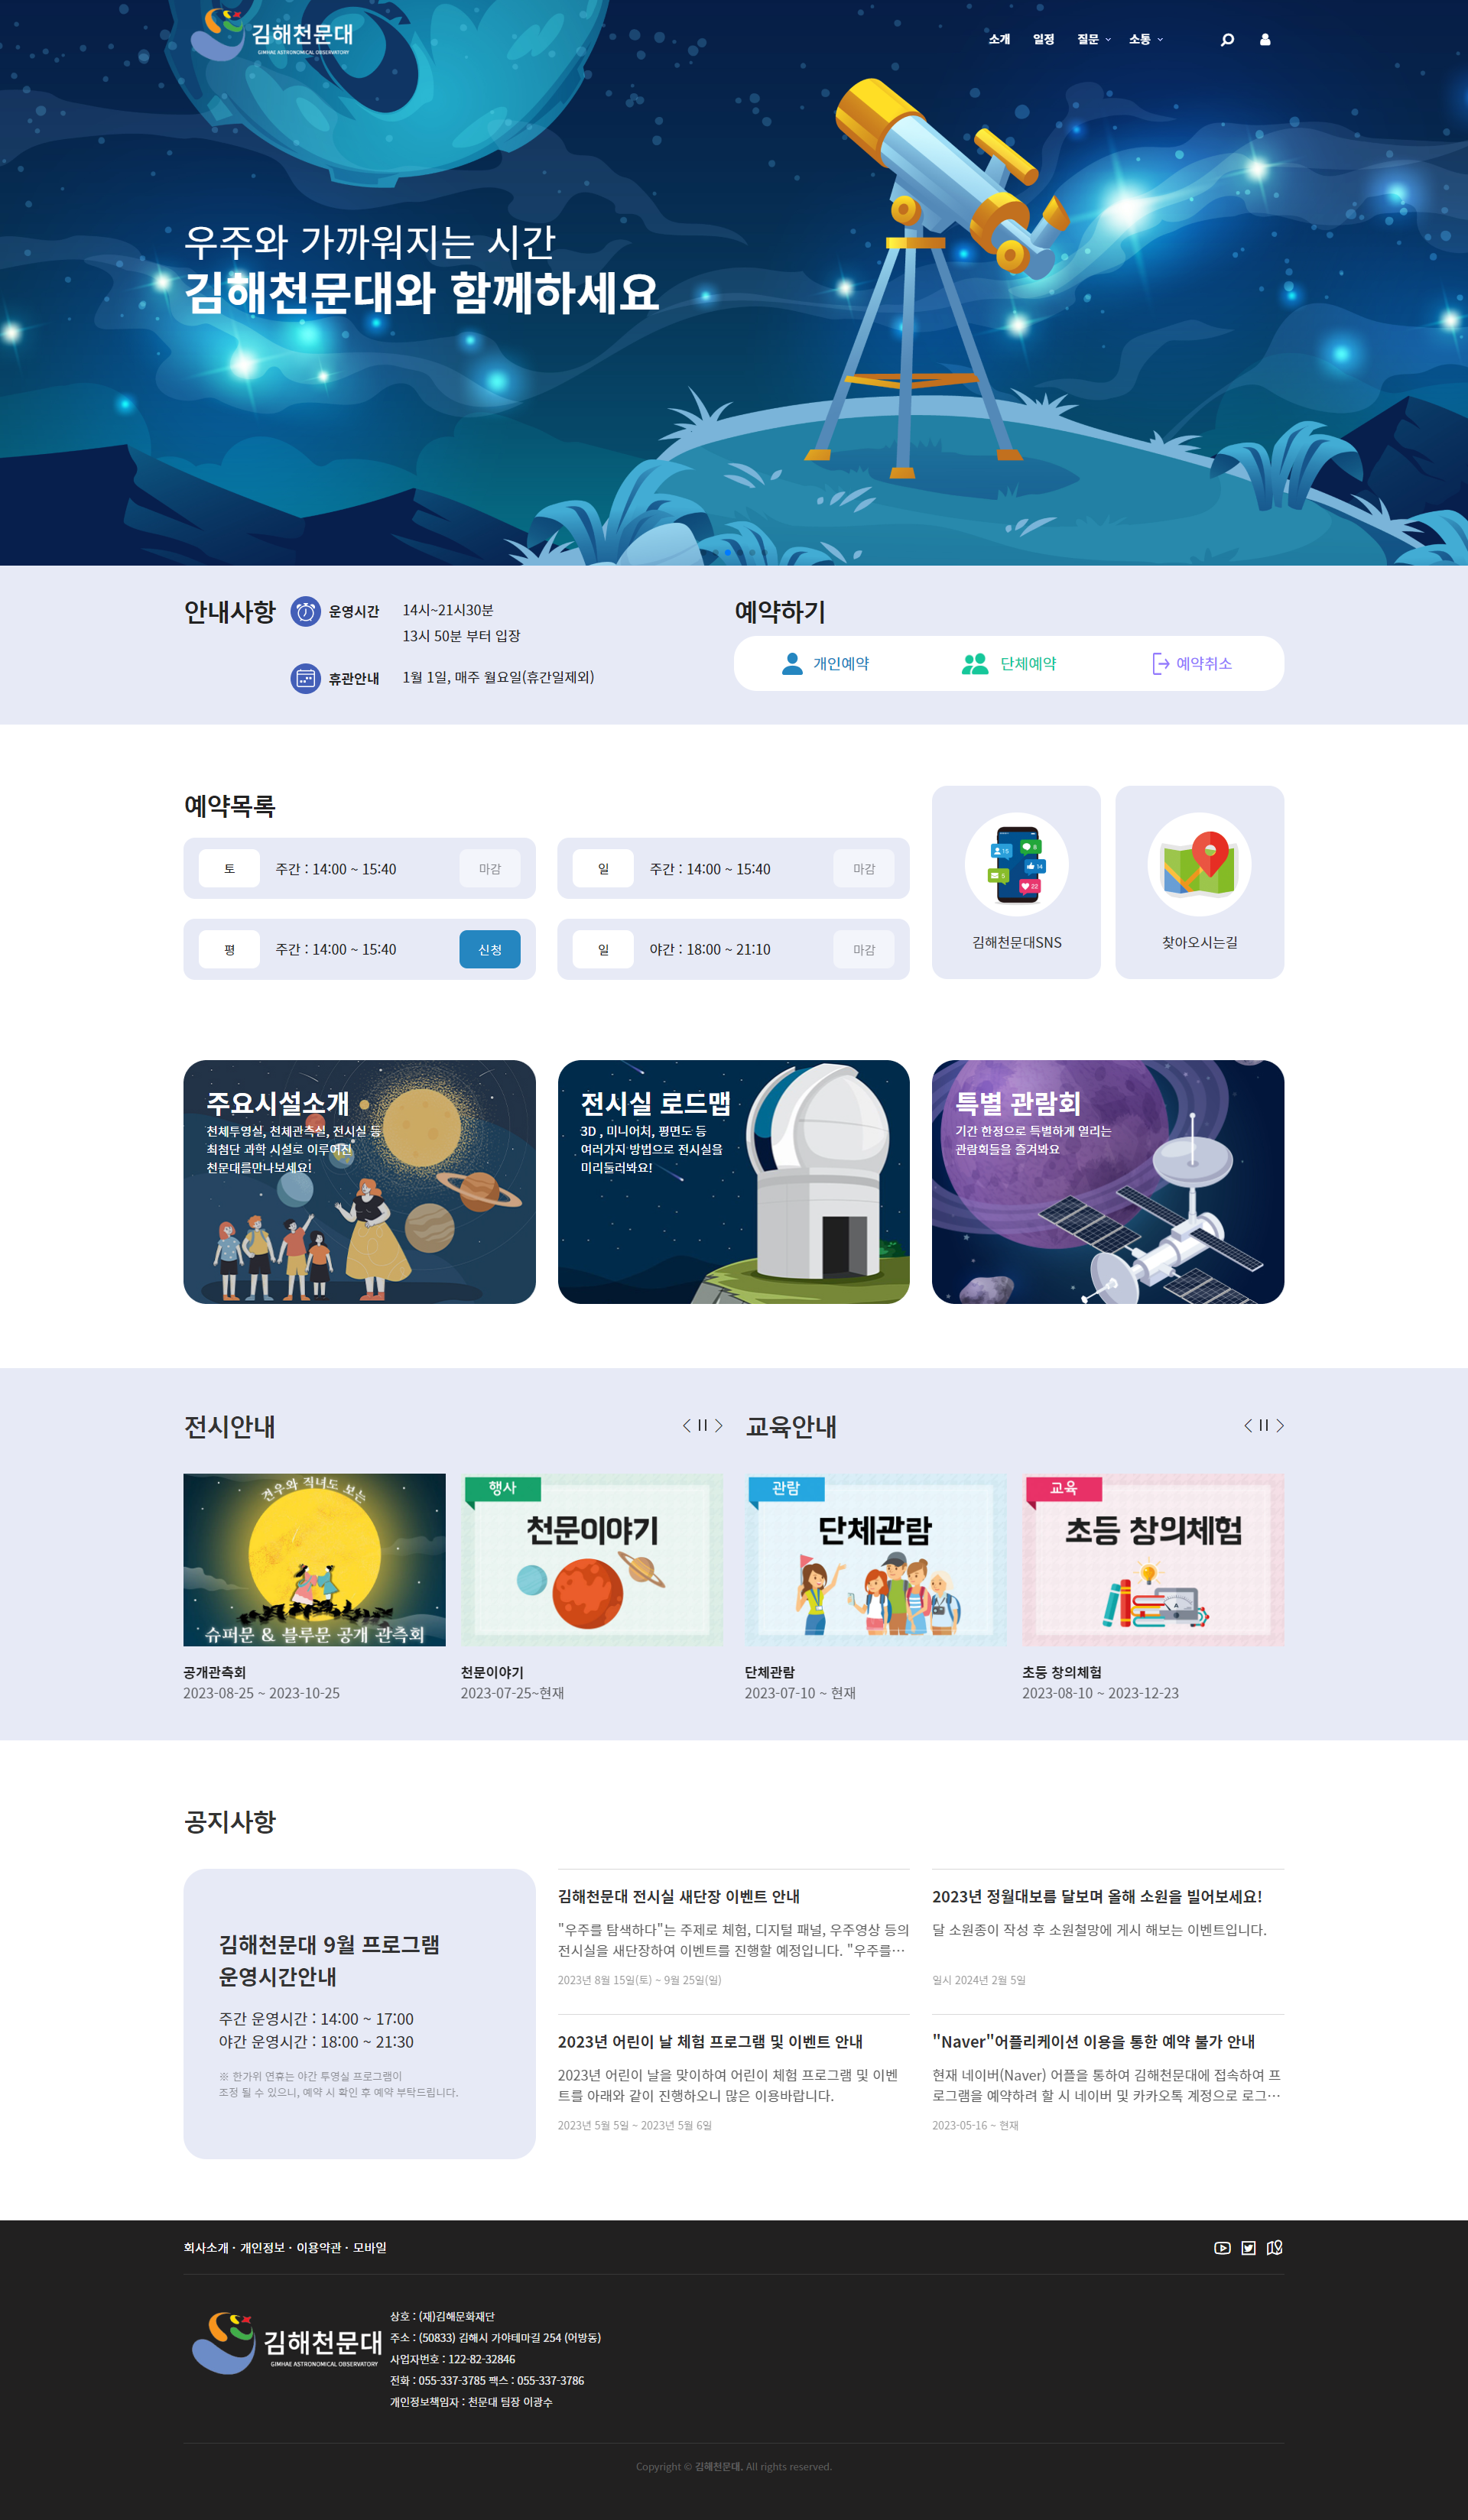 김해천문대
GIMHAE ASTRONOMICAL OBSERVATORY
소개 일정 질문 소통
우주와 가까워지는 시간
김해천문대와 함께하세요
안내사항
운영시간
14시~21시30분
13시 50분 부터 입장
휴관안내
1월 1일, 매주 월요일(휴간일제외)
예약하기
개인예약 단체예약 예약취소
예약목록
토 주간 : 14:00 ~ 15:40 마감
일 주간 : 14:00 ~ 15:40 마감
평 주간 : 14:00 ~ 15:40 신청
일 야간 : 18:00 ~ 21:10 마감
김해천문대SNS
찾아오시는길
주요시설소개
천체투영실, 천체관측실, 전시실 등
최첨단 과학 시설로 이루어진
천문대를만나보세요!
전시실 로드맵
3D , 미니어처, 평면도 등
여러가지 방법으로 전시실을
미리둘러봐요!
특별 관람회
기간 한정으로 특별하게 열리는
관람회들을 즐겨봐요
전시안내
견우와 직녀도 보는
슈퍼문 & 블루문 공개 관측회
공개관측회
2023-08-25 ~ 2023-10-25
행사
천문이야기
천문이야기
2023-07-25~현재
교육안내
관람
단체관람
단체관람
2023-07-10 ~ 현재
교육
초등 창의체험
초등 창의체험
2023-08-10 ~ 2023-12-23
공지사항
김해천문대 9월 프로그램
운영시간안내
주간 운영시간 : 14:00 ~ 17:00
야간 운영시간 : 18:00 ~ 21:30
※ 한가위 연휴는 야간 투영실 프로그램이
조정 될 수 있으니, 예약 시 확인 후 예약 부탁드립니다.
김해천문대 전시실 새단장 이벤트 안내
"우주를 탐색하다"는 주제로 체험, 디지털 패널, 우주영상 등의
전시실을 새단장하여 이벤트를 진행할 예정입니다. "우주를…
2023년 8월 15일(토) ~ 9월 25일(일)
2023년 정월대보름 달보며 올해 소원을 빌어보세요!
달 소원종이 작성 후 소원철망에 게시 해보는 이벤트입니다.
일시 2024년 2월 5일
2023년 어린이 날 체험 프로그램 및 이벤트 안내
2023년 어린이 날을 맞이하여 어린이 체험 프로그램 및 이벤
트를 아래와 같이 진행하오니 많은 이용바랍니다.
2023년 5월 5일 ~ 2023년 5월 6일
"Naver"어플리케이션 이용을 통한 예약 불가 안내
현재 네이버(Naver) 어플을 통하여 김해천문대에 접속하여 프
로그램을 예약하려 할 시 네이버 및 카카오톡 계정으로 로그…
2023-05-16 ~ 현재
회사소개 · 개인정보 · 이용약관 · 모바일
김해천문대
GIMHAE ASTRONOMICAL OBSERVATORY
상호 : (재)김해문화재단
주소 : (50833) 김해시 가야테마길 254 (어방동)
사업자번호 : 122-82-32846
전화 : 055-337-3785 팩스 : 055-337-3786
개인정보책임자 : 천문대 팀장 이광수
Copyright © 김해천문대. All rights reserved.